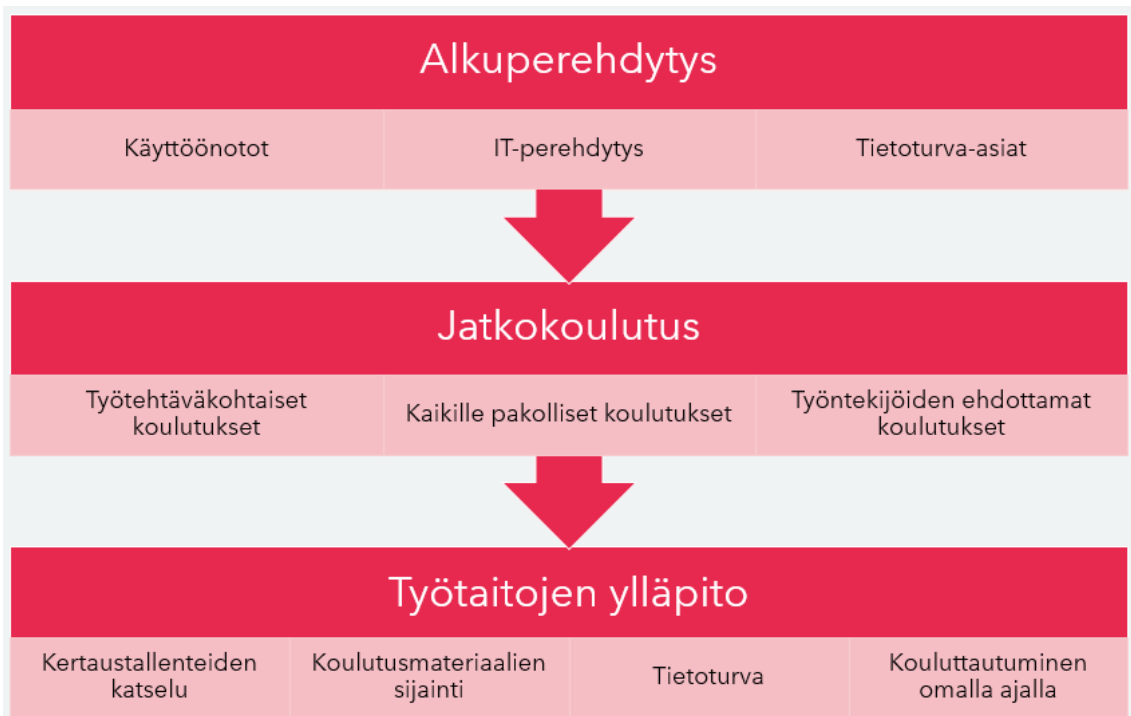 Alkuperehdytys
Käyttöönotot
IT-perehdytys
Tietoturva-asiat
Jatkokoulutus
Työtehtäväkohtaiset
koulutukset
Kaikille pakolliset koulutukset
Työntekijöiden ehdottamat
koulutukset
Työtaitojen ylläpito
Kertaustallenteiden
katselu
Koulutusmateriaalien
sijainti
Tietoturva
Kouluttautuminen
omalla ajalla